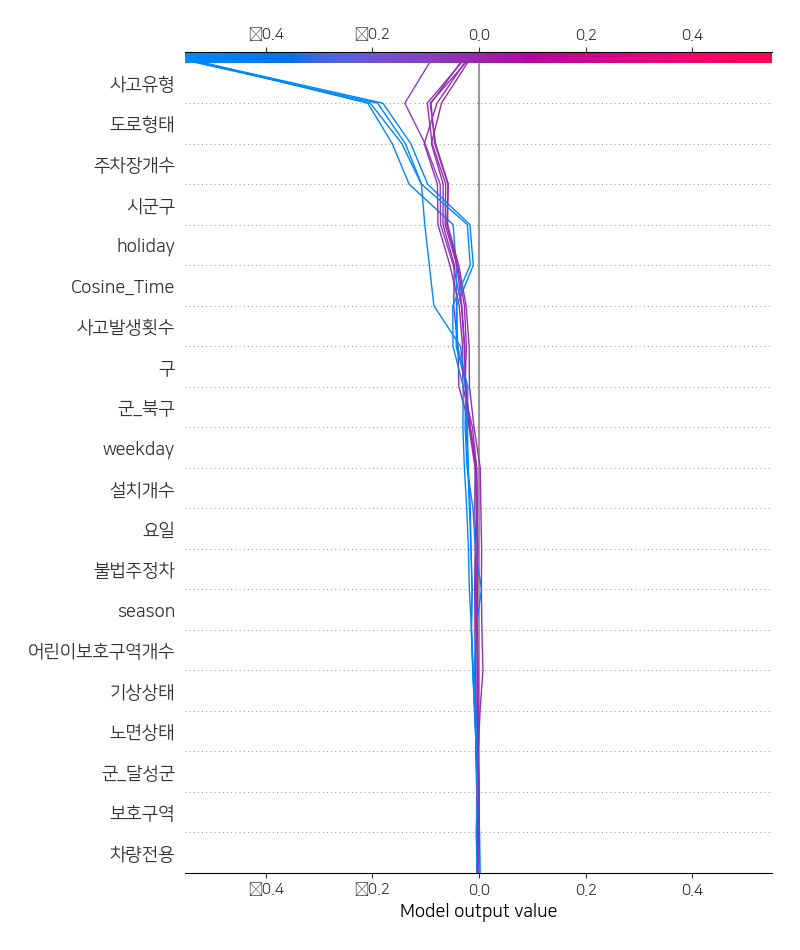 0.4 0.2 0.0 0.2 0.4
사고유형
도로형태
주차장개수
시군구
holiday
Cosine_Time
사고발생횟수
구
군_북구
weekday
설치개수
요일
불법주정차
season
어린이보호구역개수
기상상태
노면상태
군_달성군
보호구역
차량전용
0.4 0.2 0.0 0.2 0.4
Model output value